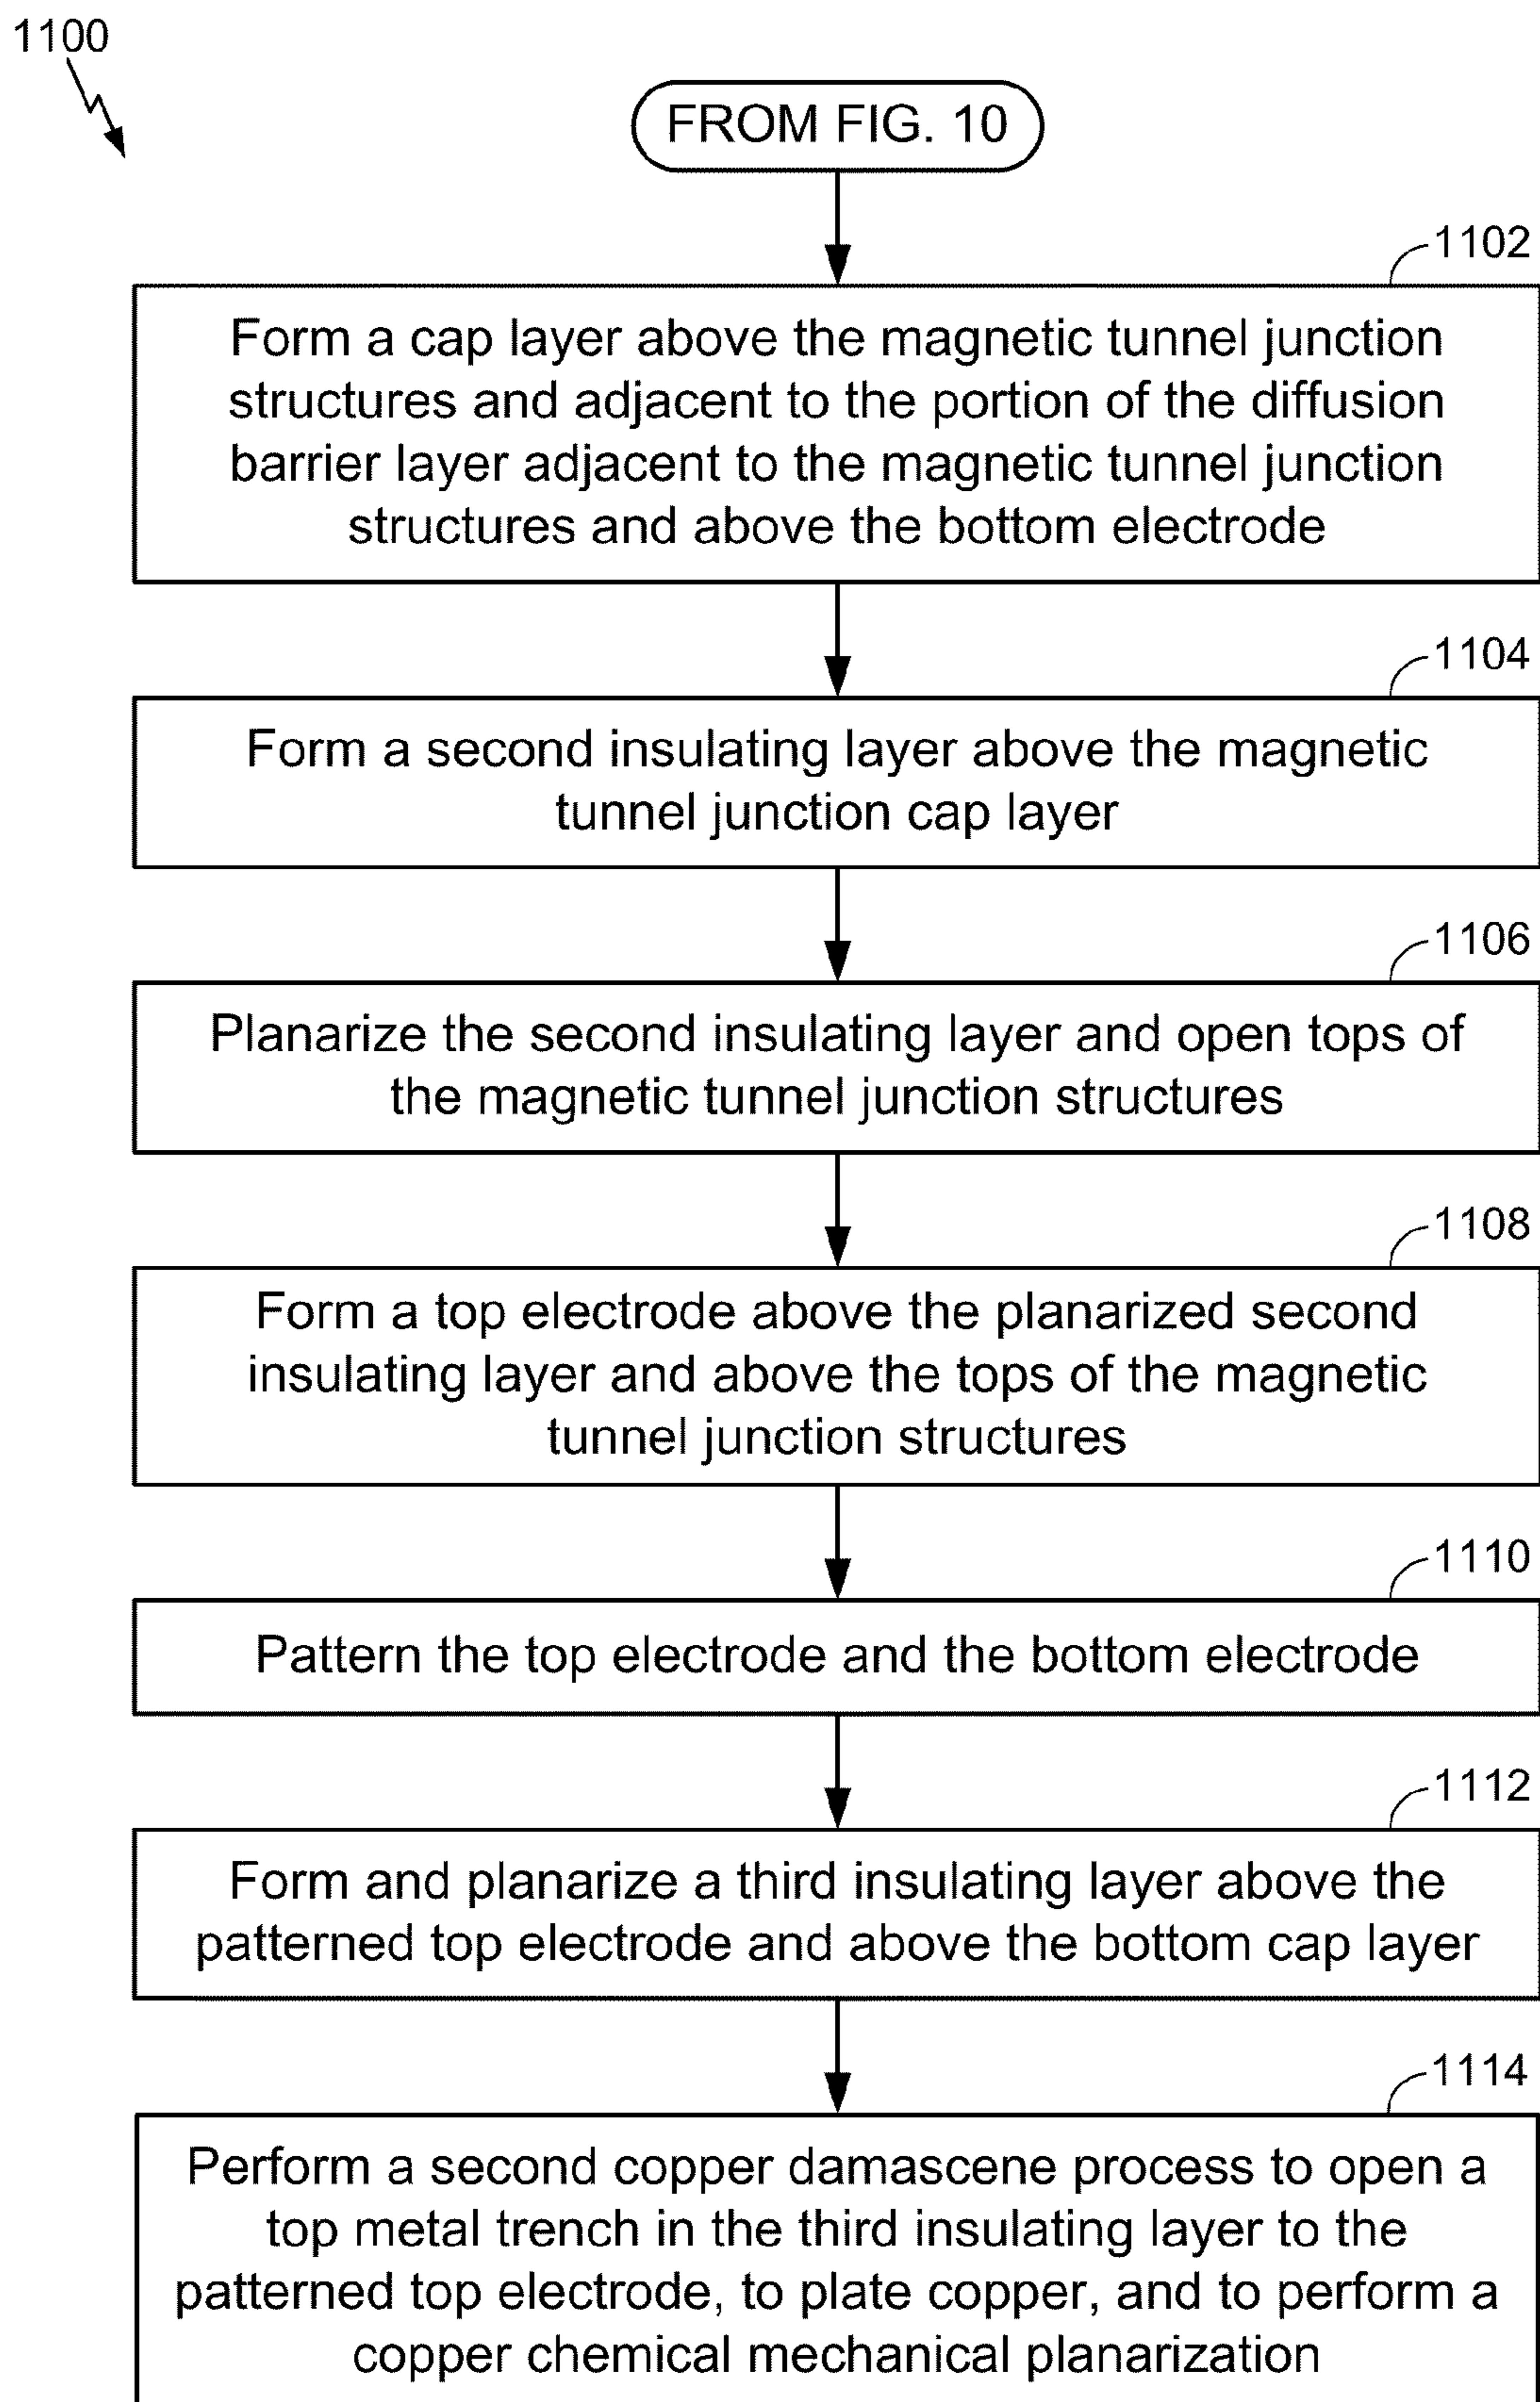 1100
FROM FIG. 10
1102
Form a cap layer above the magnetic tunnel junction
structures and adjacent to the portion of the diffusion
barrier layer adjacent to the magnetic tunnel junction
structures and above the bottom electrode
1104
Form a second insulating layer above the magnetic
tunnel junction cap layer
1106
Planarize the second insulating layer and open tops of
the magnetic tunnel junction structures
1108
Form a top electrode above the planarized second
insulating layer and above the tops of the magnetic
tunnel junction structures
1110
Pattern the top electrode and the bottom electrode
1112
Form and planarize a third insulating layer above the
patterned top electrode and above the bottom cap layer
1114
Perform a second copper damascene process to open a
top metal trench in the third insulating layer to the
patterned top electrode, to plate copper, and to perform a
copper chemical mechanical planarization